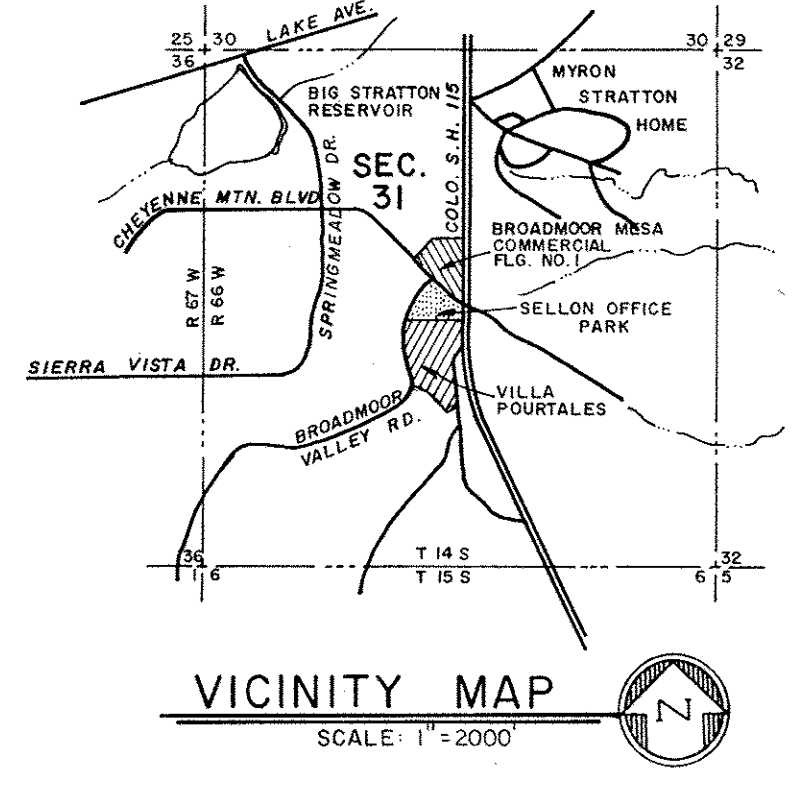 LAKE AVE.
25 30
36
30 29
32
MYRON
STRATTON
HOME
BIG STRATTON
RESERVOIR
COLO. S.H. 115
SEC.
31
SPRINGMEADOW DR.
CHEYENNE MTN. BLVD
BROADMOOR MESA
COMMERCIAL
FLG. NO. 1
R 67 W
R 66 W
SELLON OFFICE
PARK
SIERRA VISTA DR.
VILLA
POURTALES
BROADMOOR
VALLEY RD.
36
1 6
T 14 S
T 15 S
32
6 5
VICINITY MAP
SCALE: 1"=2000'
N